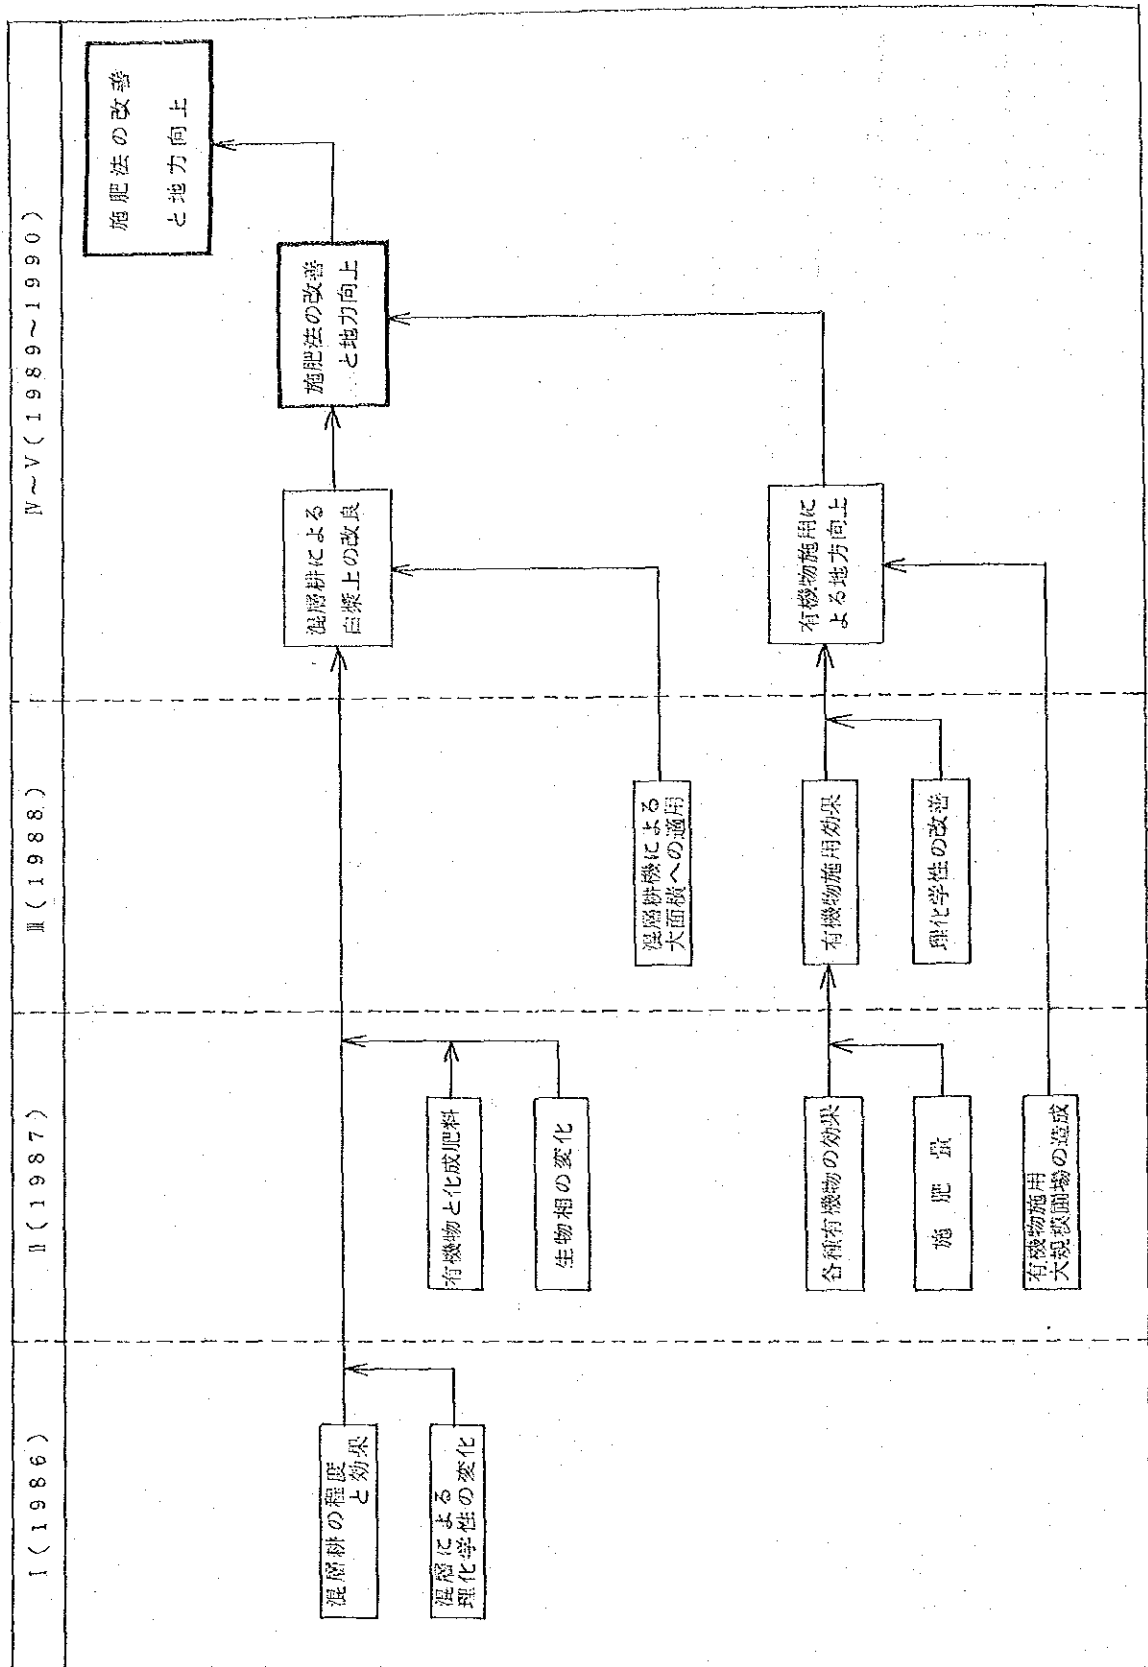 I(1986)
II(1987)
III(1988)
IV～V(1989～1990)
混層耕の程度
と効果
混層による
理化学性の変化
有機物と化成肥料
生物相の変化
各種有機物の効果
施肥量
有機物施用
大規模圃場の造成
混層耕機による
大面積への適用
有機物施用効果
理化学性の改善
混層耕による
白漿土の改良
有機物施用に
よる地方向上
施肥法の改善
と地力向上
施肥法の改善
と地力向上